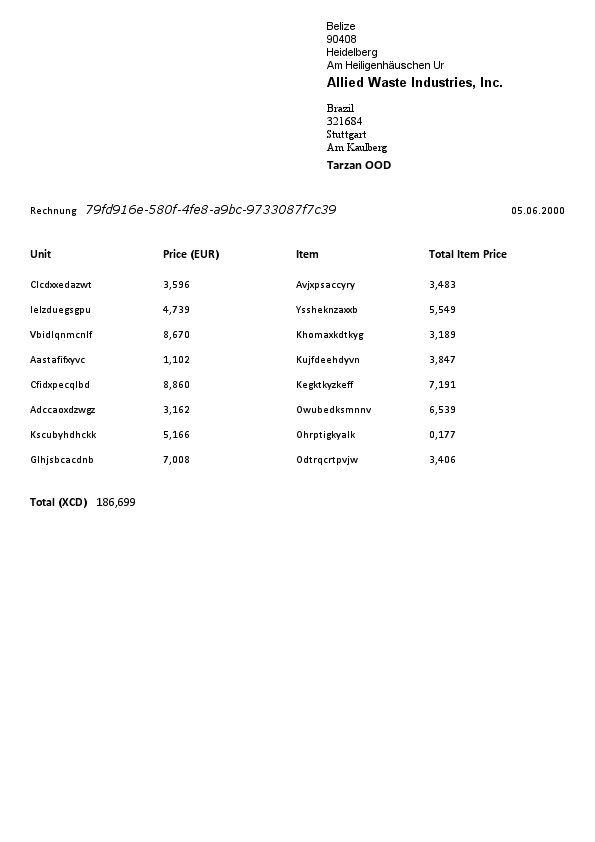 Belize
90408
Heidelberg
Am Heiligenhäuschen Ur
Allied Waste Industries, Inc.
Brazil
321684
Stuttgart
Am Kaulberg
Tarzan OOD
Rechnung 79fd916e-580f-4fe8-a9bc-9733087f7c39 05.06.2000
Unit Price (EUR) Item Total Item Price
Clcdxxedazwt 3,596 Avjxpsaccyry 3,483
Ielzduegsgpu 4,739 Yssheknzaxxb 5,549
Vbidlqnmcnlf 8,670 Khomaxkdtkyg 3,189
Aastafifxyvc 1,102 Kujfdeehdyvn 3,847
Cfidxpecqlbd 8,860 Kegktkyzkeff 7,191
Adccaoxdzwgz 3,162 Owubedksmnnv 6,539
Kscubyhdhckk 5,166 Ohrptigkyalk 0,177
Glhjsbcacdnb 7,008 Odtrqcrtpvjw 3,406
Total (XCD) 186,699